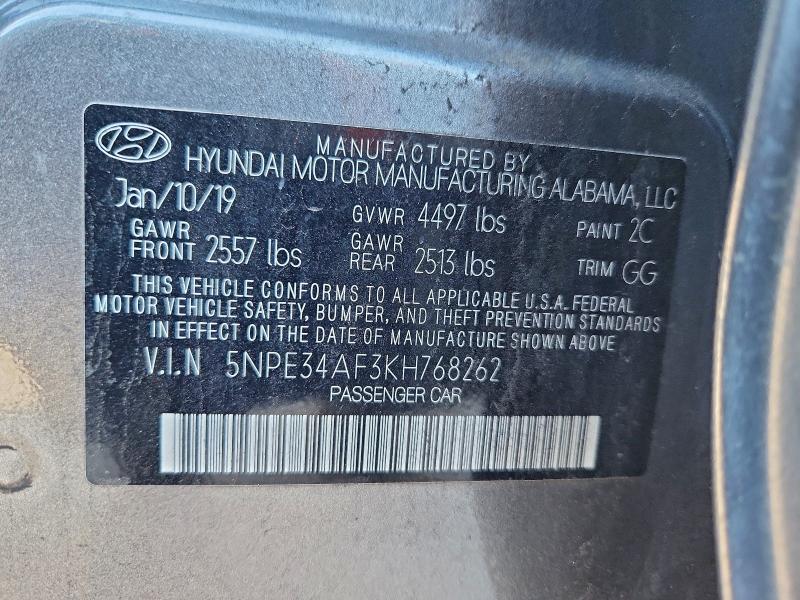 MANUFACTURED BY
HYUNDAI MOTOR MANUFACTURING ALABAMA, LLC
Jan/10/19 GVWR 4497 lbs PAINT 2C
GAWR FRONT 2557 lbs GAWR REAR 2513 lbs TRIM GG
THIS VEHICLE CONFORMS TO ALL APPLICABLE U.S.A. FEDERAL
MOTOR VEHICLE SAFETY, BUMPER, AND THEFT PREVENTION STANDARDS
IN EFFECT ON THE DATE OF MANUFACTURE SHOWN ABOVE.
V.I.N 5NPE34AF3KH768262
PASSENGER CAR